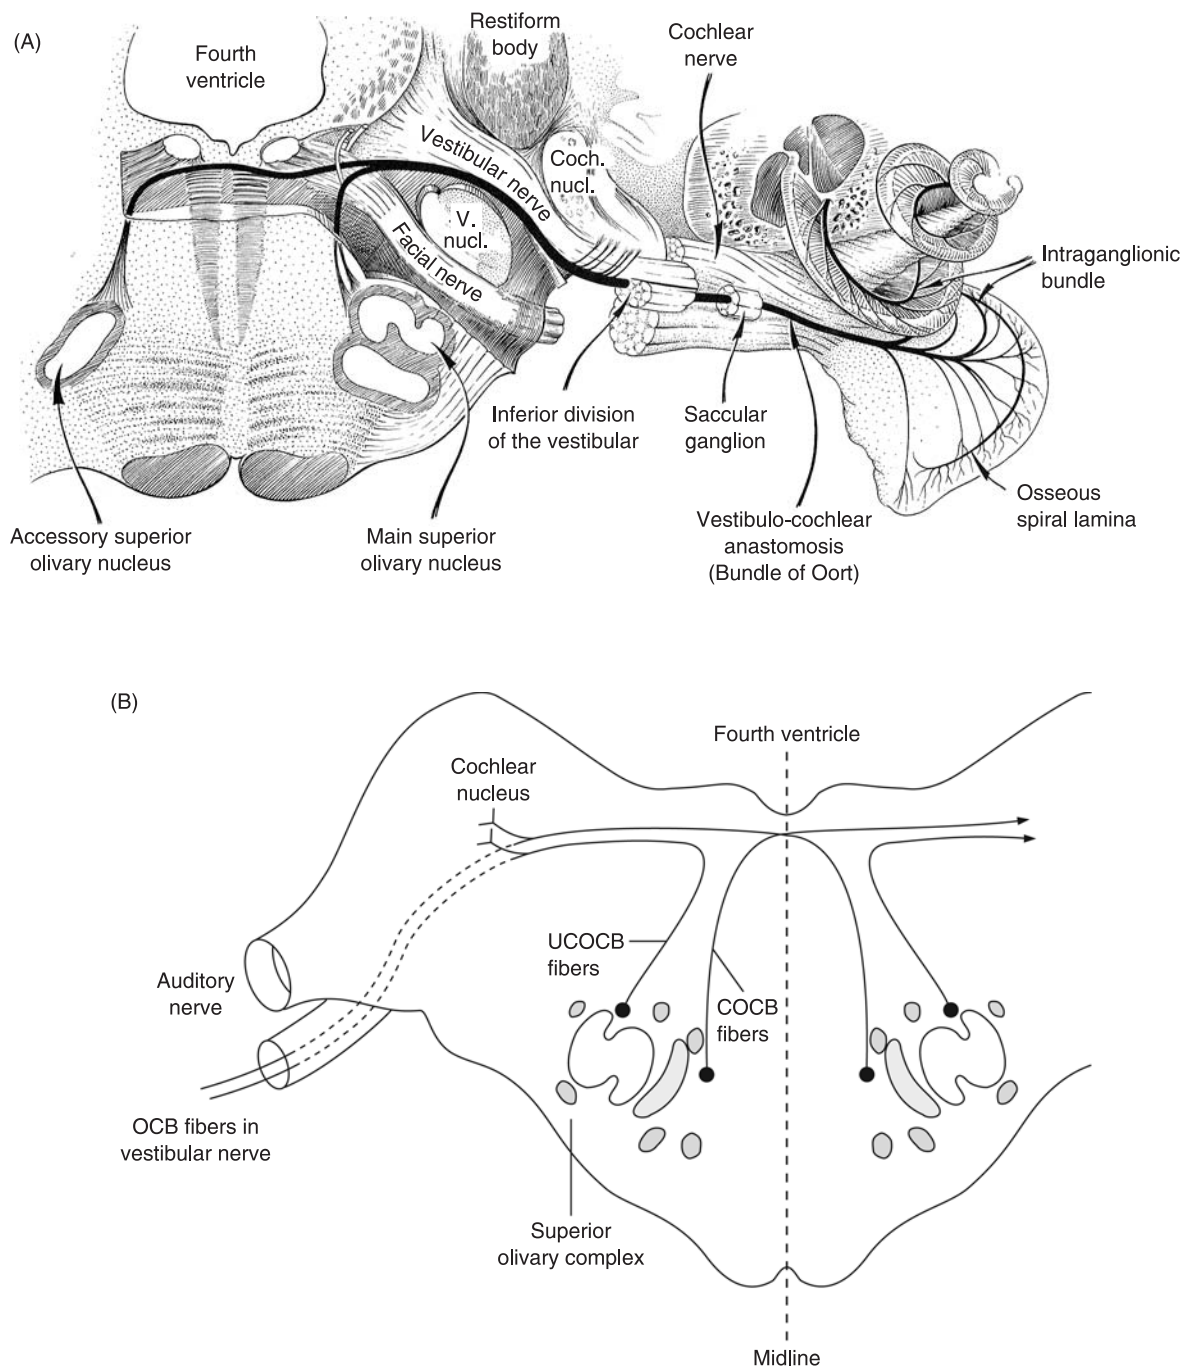 (A)
Fourth
ventricle
Restiform
body
Cochlear
nerve
Vestibular nerve
Coch.
nucl.
V.
nucl.
Facial nerve
Intraganglionic
bundle
Inferior division
of the vestibular
Saccular
ganglion
Osseous
spiral lamina
Accessory superior
olivary nucleus
Main superior
olivary nucleus
Vestibulo-cochlear
anastomosis
(Bundle of Oort)
(B)
Fourth ventricle
Cochlear
nucleus
UCOCB
fibers
COCB
fibers
Auditory
nerve
OCB fibers in
vestibular nerve
Superior
olivary complex
Midline